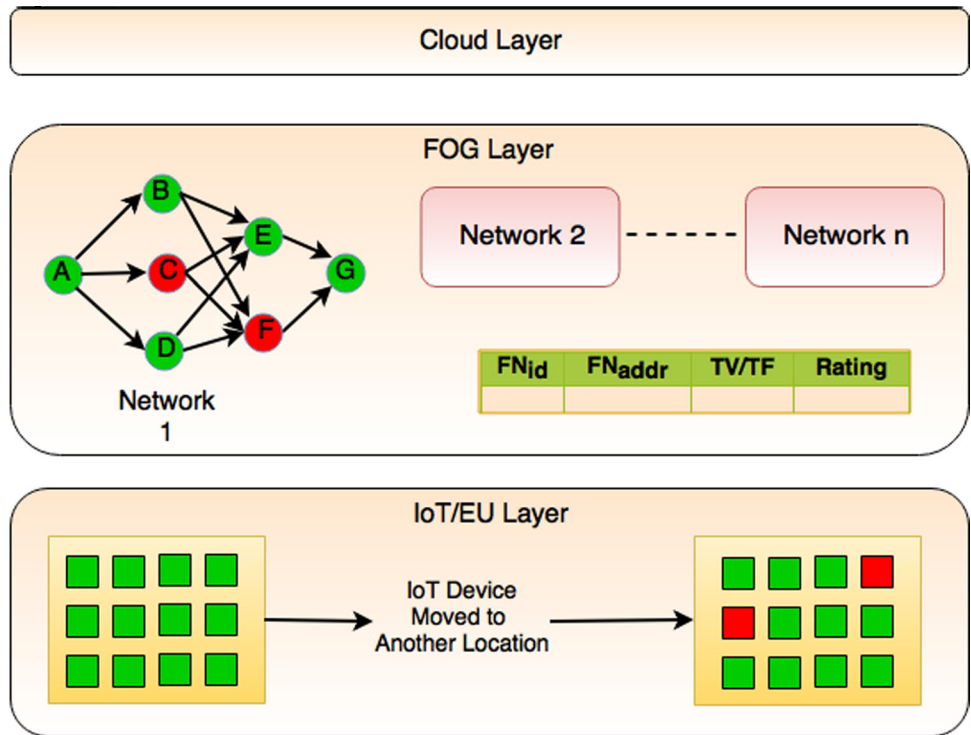 Cloud Layer
FOG Layer
B
E
A
C
G
F
D
Network
1
Network 2
Network n
FNid
FNaddr
TV/TF
Rating
IoT/EU Layer
IoT Device
Moved to
Another Location